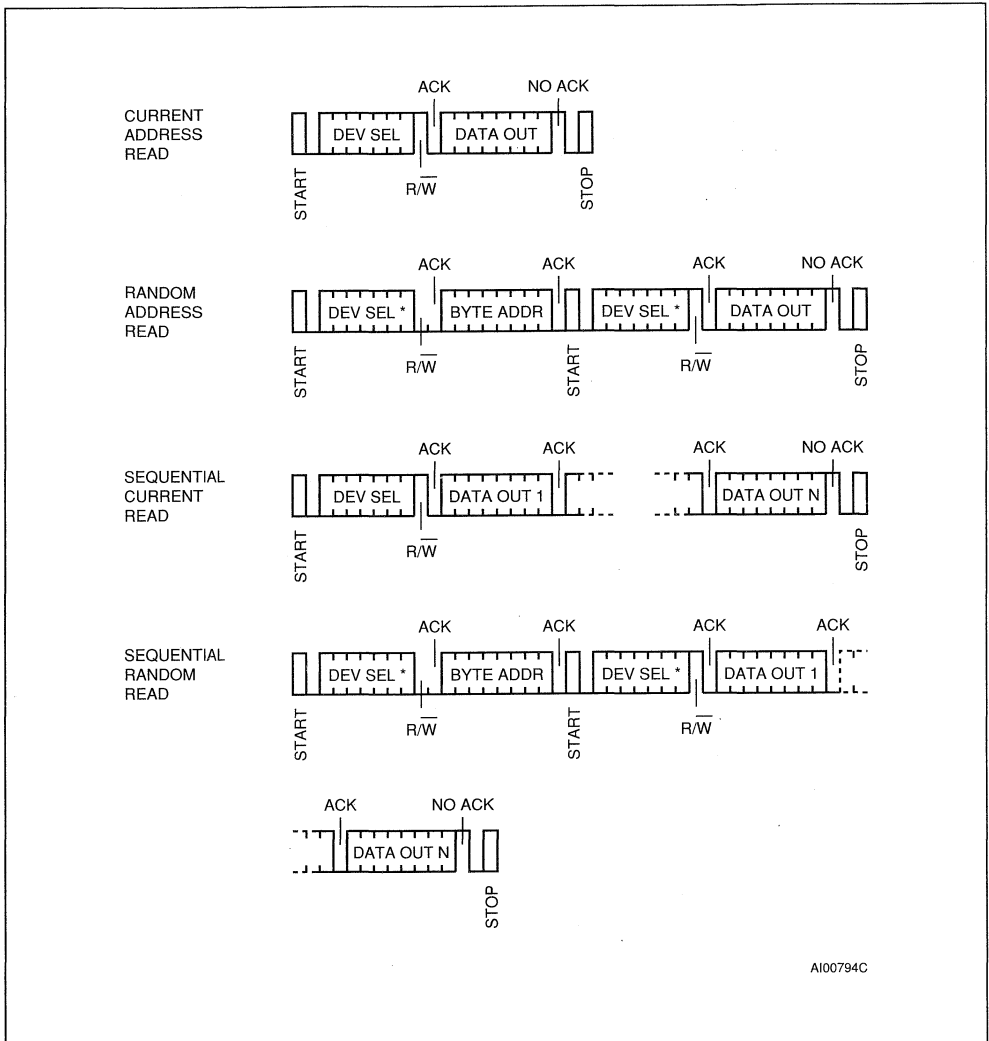 ACK NO ACK
CURRENT
ADDRESS
READ
DEV SEL DATA OUT
START R/W̅ STOP
ACK ACK ACK NO ACK
RANDOM
ADDRESS
READ
DEV SEL * BYTE ADDR DEV SEL * DATA OUT
START R/W̅ START R/W̅ STOP
ACK ACK ACK NO ACK
SEQUENTIAL
CURRENT
READ
DEV SEL DATA OUT 1 DATA OUT N
START R/W̅ STOP
ACK ACK ACK ACK
SEQUENTIAL
RANDOM
READ
DEV SEL * BYTE ADDR DEV SEL * DATA OUT 1
START R/W̅ START R/W̅
ACK NO ACK
DATA OUT N
STOP
AI00794C